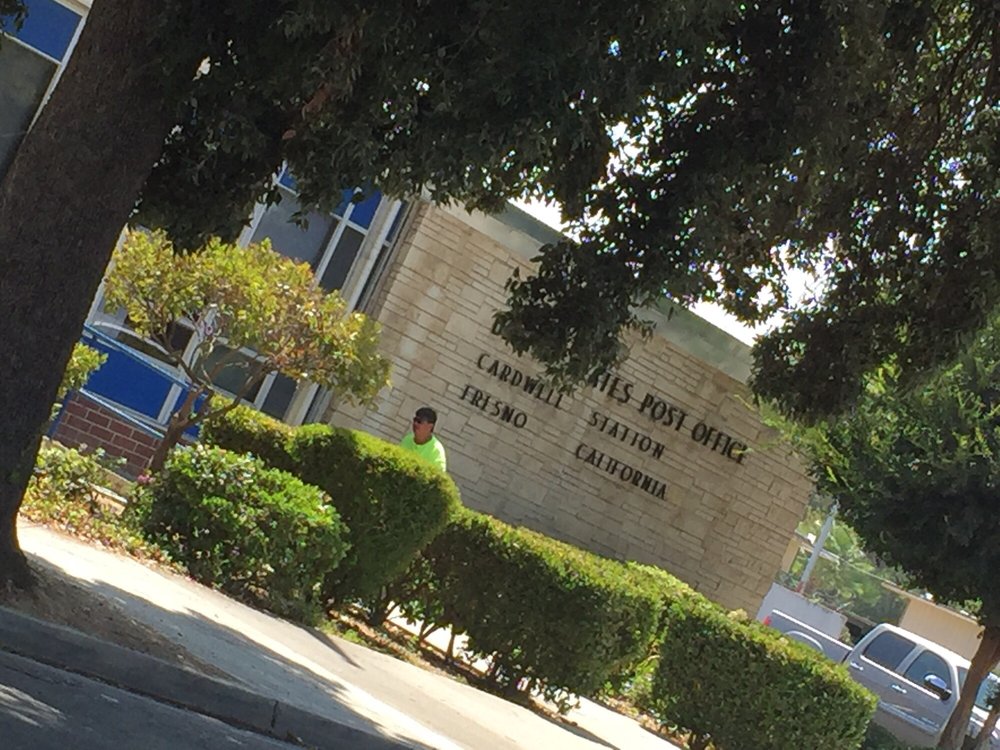 POST OFFICE
CARDWELL STATION
FRESNO CALIFORNIA